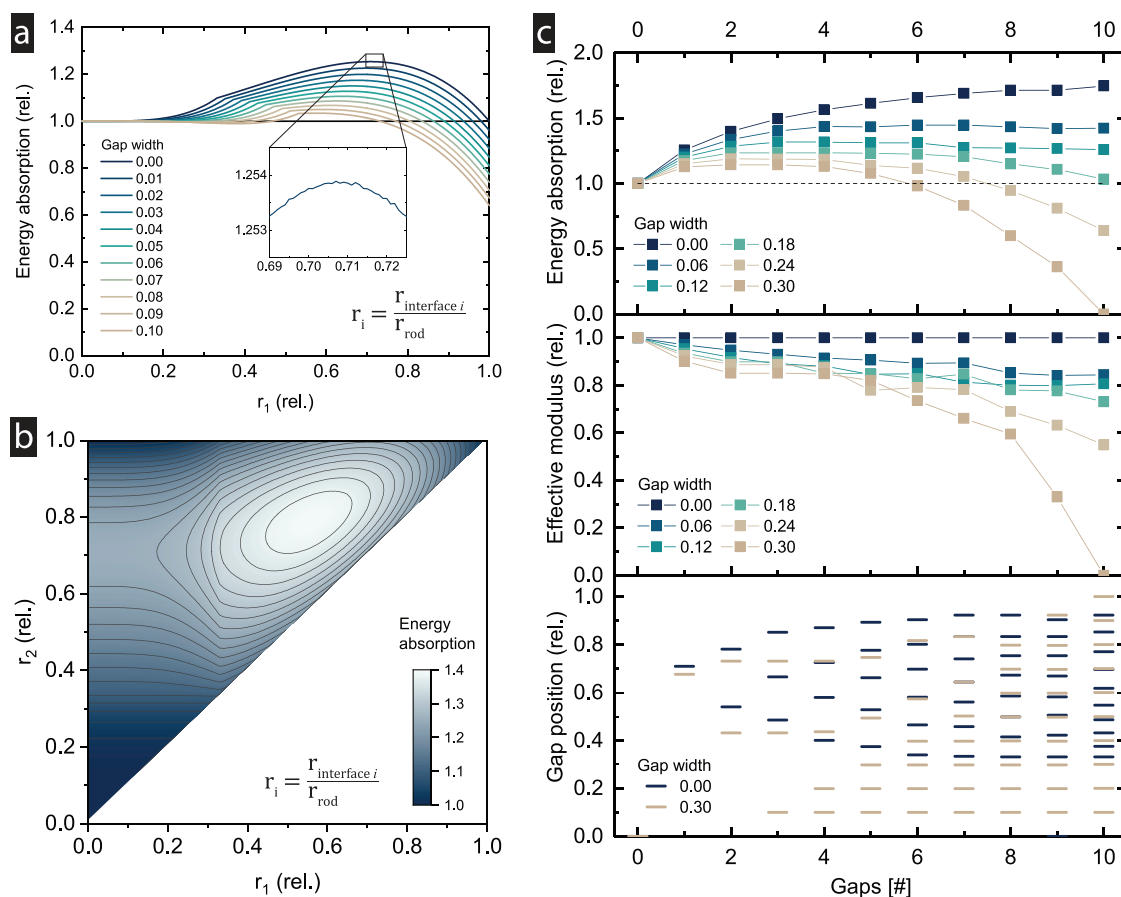 a
Energy absorption (rel.)
1.4
1.2
1.0
0.8
0.6
0.4
0.2
0.0
Gap width
0.00
0.01
0.02
0.03
0.04
0.05
0.06
0.07
0.08
0.09
0.10
1.254
1.253
0.69 0.70 0.71 0.72
r_i = r_interface i / r_rod
0.0 0.2 0.4 0.6 0.8 1.0
r_1 (rel.)
b
r_2 (rel.)
1.0
0.8
0.6
0.4
0.2
0.0
Energy
absorption
1.4
1.3
1.2
1.1
1.0
r_i = r_interface i / r_rod
0.0 0.2 0.4 0.6 0.8 1.0
r_1 (rel.)
c
0 2 4 6 8 10
Energy absorption (rel.)
2.0
1.5
1.0
0.5
0.0
Gap width
0.00 0.18
0.06 0.24
0.12 0.30
Effective modulus (rel.)
1.0
0.8
0.6
0.4
0.2
0.0
Gap width
0.00 0.18
0.06 0.24
0.12 0.30
Gap position (rel.)
1.0
0.8
0.6
0.4
0.2
0.0
Gap width
0.00
0.30
0 2 4 6 8 10
Gaps [#]